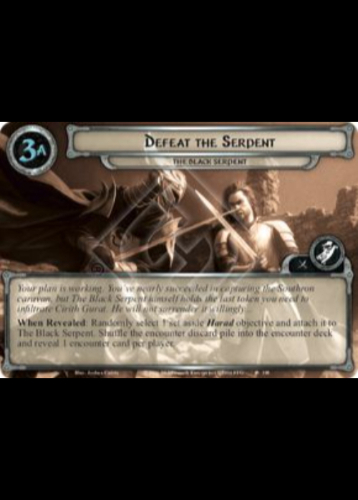 3A
DEFEAT THE SERPENT
THE BLACK SERPENT
Your plan is working. You've nearly succeeded in capturing the Southron
caravan, but The Black Serpent himself holds the last token you need to
infiltrate Cirith Gurat. He will not surrender it willingly...
When Revealed: Randomly select 1 set aside Harad objective and attach it to
The Black Serpent. Shuffle the encounter discard pile into the encounter deck
and reveal 1 encounter card per player.